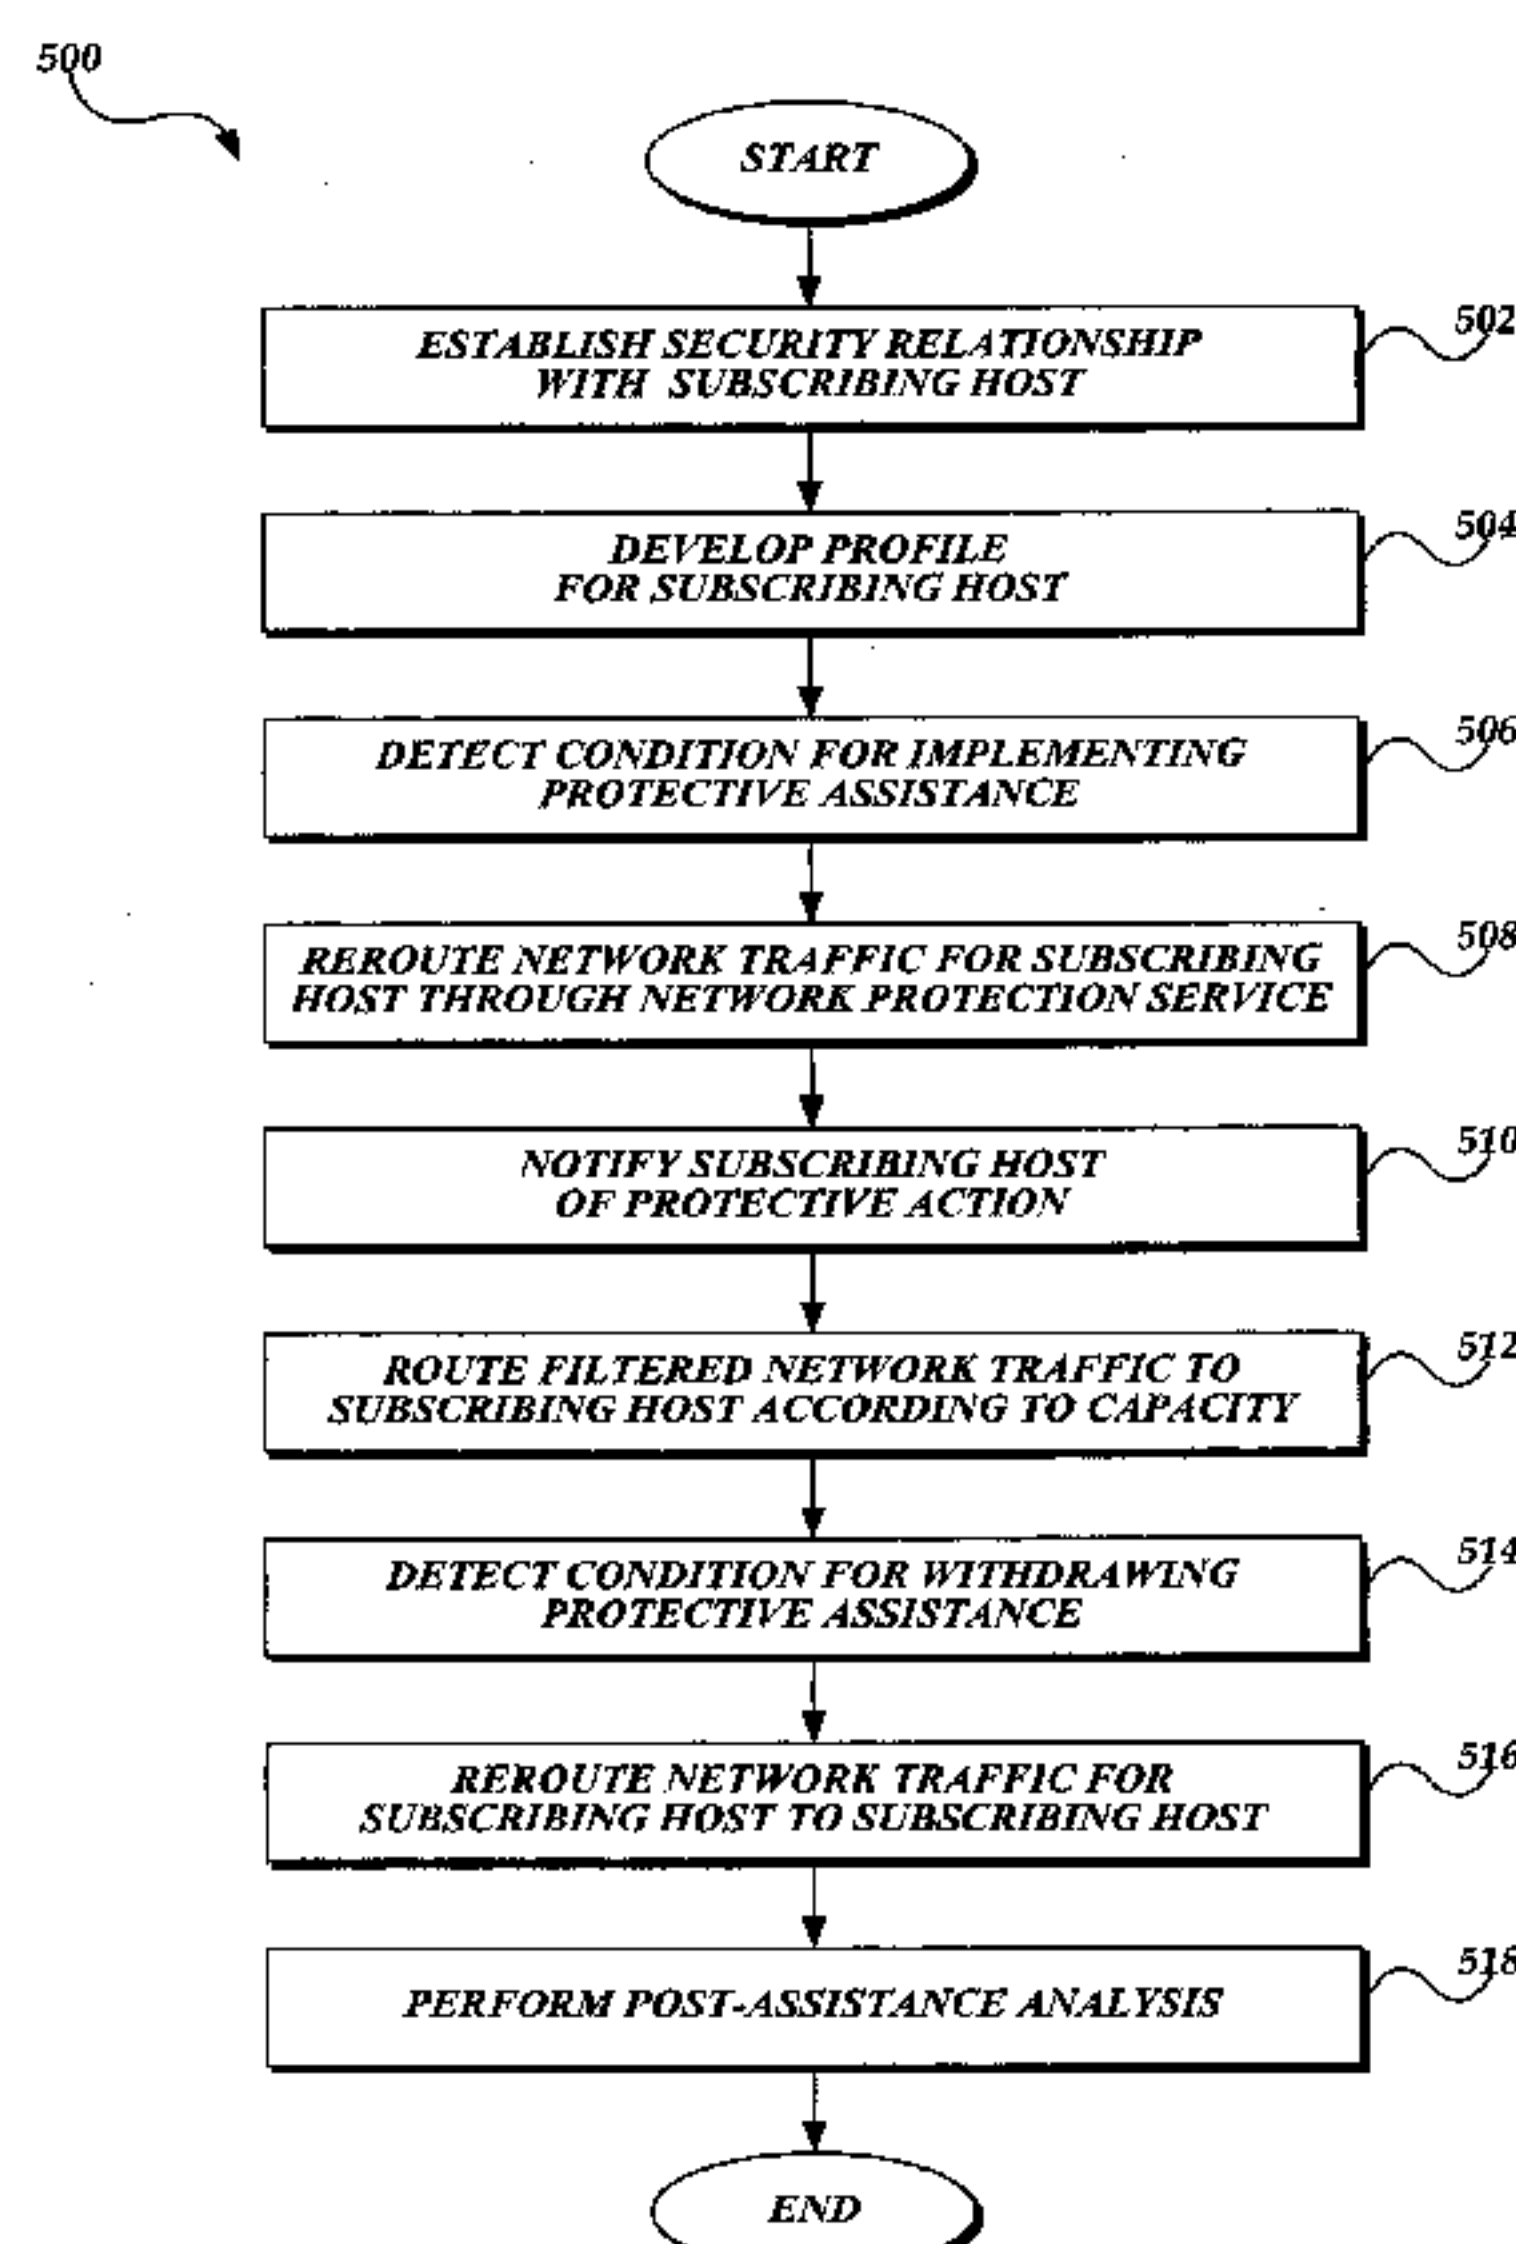 500
START
ESTABLISH SECURITY RELATIONSHIP
WITH SUBSCRIBING HOST
502
DEVELOP PROFILE
FOR SUBSCRIBING HOST
504
DETECT CONDITION FOR IMPLEMENTING
PROTECTIVE ASSISTANCE
506
REROUTE NETWORK TRAFFIC FOR SUBSCRIBING
HOST THROUGH NETWORK PROTECTION SERVICE
508
NOTIFY SUBSCRIBING HOST
OF PROTECTIVE ACTION
510
ROUTE FILTERED NETWORK TRAFFIC TO
SUBSCRIBING HOST ACCORDING TO CAPACITY
512
DETECT CONDITION FOR WITHDRAWING
PROTECTIVE ASSISTANCE
514
REROUTE NETWORK TRAFFIC FOR
SUBSCRIBING HOST TO SUBSCRIBING HOST
516
PERFORM POST-ASSISTANCE ANALYSIS
518
END